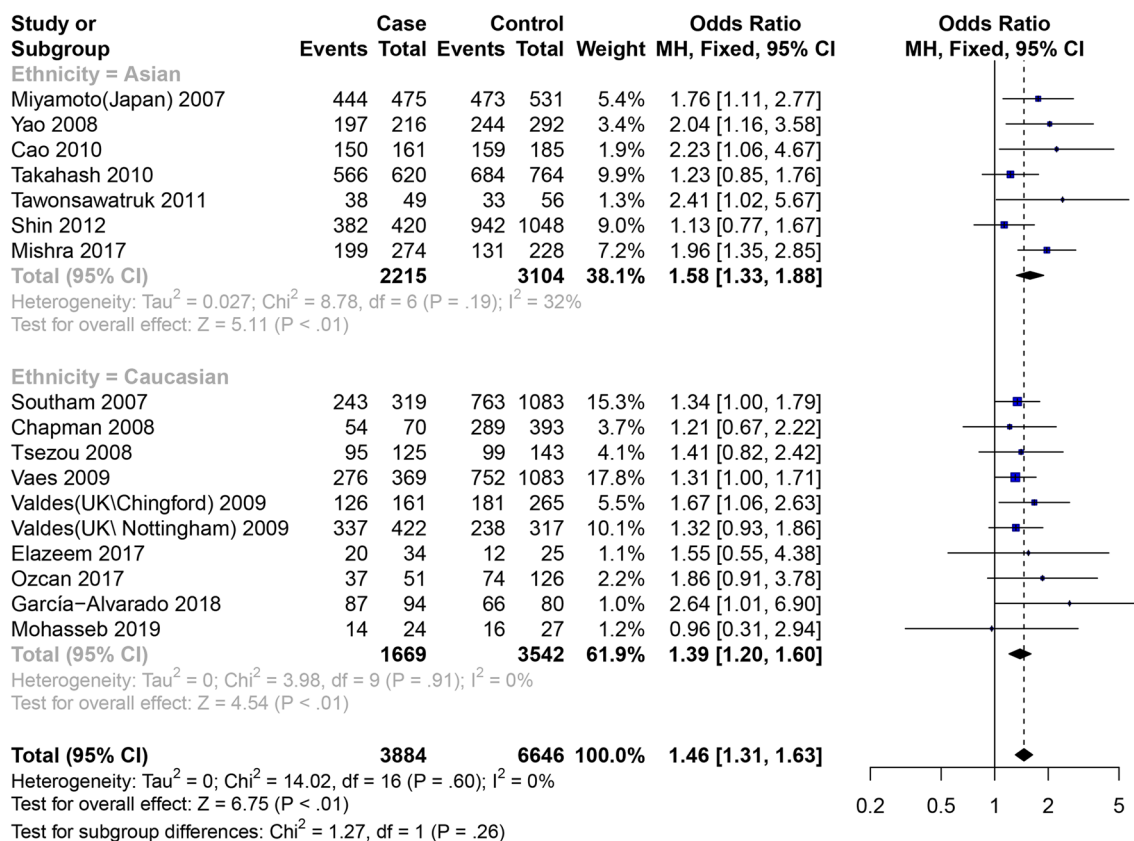 Study or Case Control Odds Ratio Odds Ratio
Subgroup Events Total Events Total Weight MH, Fixed, 95% CI MH, Fixed, 95% CI
Ethnicity = Asian
Miyamoto(Japan) 2007 444 475 473 531 5.4% 1.76 [1.11, 2.77]
Yao 2008 197 216 244 292 3.4% 2.04 [1.16, 3.58]
Cao 2010 150 161 159 185 1.9% 2.23 [1.06, 4.67]
Takahash 2010 566 620 684 764 9.9% 1.23 [0.85, 1.76]
Tawonsawatruk 2011 38 49 33 56 1.3% 2.41 [1.02, 5.67]
Shin 2012 382 420 942 1048 9.0% 1.13 [0.77, 1.67]
Mishra 2017 199 274 131 228 7.2% 1.96 [1.35, 2.85]
Total (95% CI) 2215 3104 38.1% 1.58 [1.33, 1.88]
Heterogeneity: Tau² = 0.027; Chi² = 8.78, df = 6 (P = .19); I² = 32%
Test for overall effect: Z = 5.11 (P < .01)
Ethnicity = Caucasian
Southam 2007 243 319 763 1083 15.3% 1.34 [1.00, 1.79]
Chapman 2008 54 70 289 393 3.7% 1.21 [0.67, 2.22]
Tsezou 2008 95 125 99 143 4.1% 1.41 [0.82, 2.42]
Vaes 2009 276 369 752 1083 17.8% 1.31 [1.00, 1.71]
Valdes(UK\Chingford) 2009 126 161 181 265 5.5% 1.67 [1.06, 2.63]
Valdes(UK\ Nottingham) 2009 337 422 238 317 10.1% 1.32 [0.93, 1.86]
Elazeem 2017 20 34 12 25 1.1% 1.55 [0.55, 4.38]
Ozcan 2017 37 51 74 126 2.2% 1.86 [0.91, 3.78]
García−Alvarado 2018 87 94 66 80 1.0% 2.64 [1.01, 6.90]
Mohasseb 2019 14 24 16 27 1.2% 0.96 [0.31, 2.94]
Total (95% CI) 1669 3542 61.9% 1.39 [1.20, 1.60]
Heterogeneity: Tau² = 0; Chi² = 3.98, df = 9 (P = .91); I² = 0%
Test for overall effect: Z = 4.54 (P < .01)
Total (95% CI) 3884 6646 100.0% 1.46 [1.31, 1.63]
Heterogeneity: Tau² = 0; Chi² = 14.02, df = 16 (P = .60); I² = 0%
Test for overall effect: Z = 6.75 (P < .01)
0.2 0.5 1 2 5
Test for subgroup differences: Chi² = 1.27, df = 1 (P = .26)